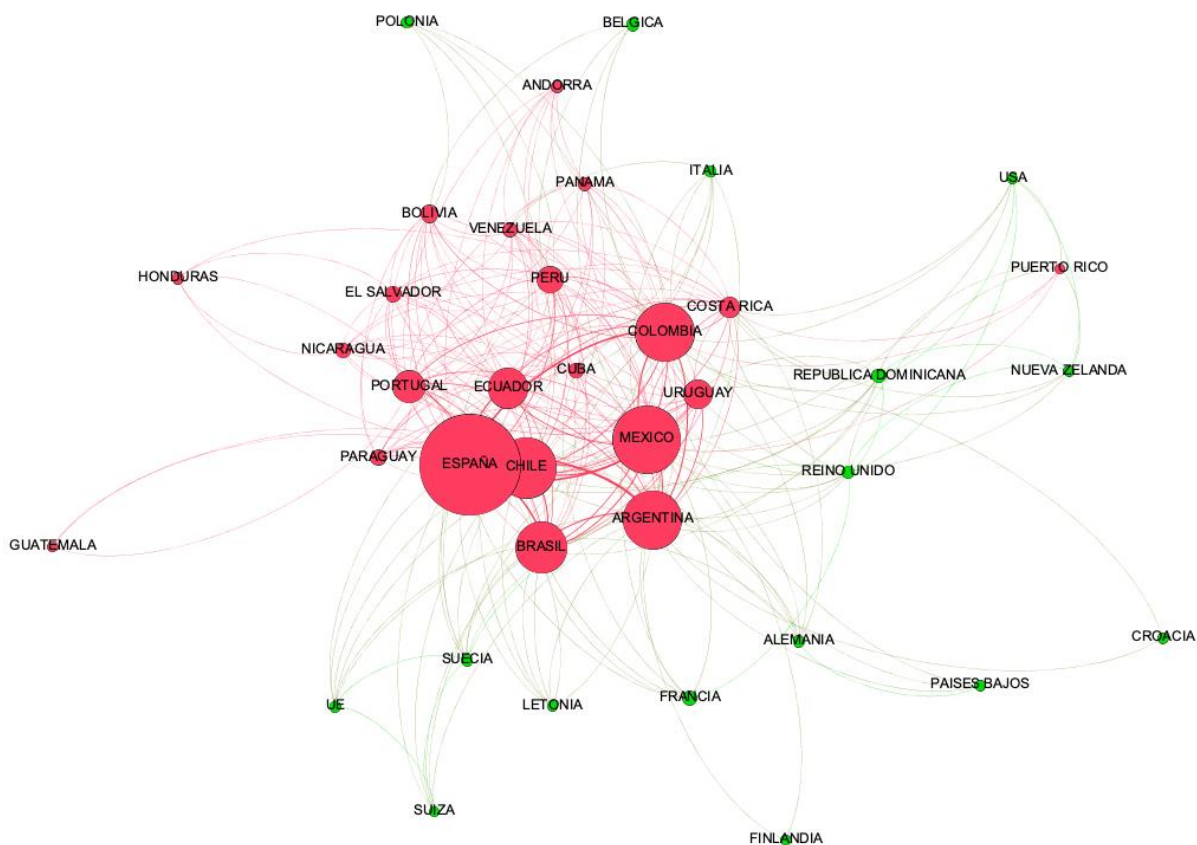 POLONIA
BELGICA
ANDORRA
ITALIA
USA
PANAMA
BOLIVIA
VENEZUELA
HONDURAS
PERU
PUERTO RICO
EL SALVADOR
COSTA RICA
COLOMBIA
NICARAGUA
CUBA
REPUBLICA DOMINICANA
NUEVA ZELANDA
PORTUGAL
ECUADOR
URUGUAY
MEXICO
PARAGUAY
ESPAÑA
CHILE
REINO UNIDO
ARGENTINA
GUATEMALA
BRASIL
ALEMANIA
CROACIA
SUECIA
PAISES BAJOS
UE
LETONIA
FRANCIA
SUIZA
FINLANDIA